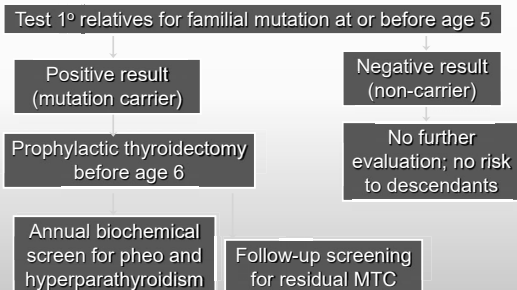 Test 1º relatives for familial mutation at or before age 5
Positive result
(mutation carrier)
Negative result
(non-carrier)
Prophylactic thyroidectomy
before age 6
No further
evaluation; no risk
to descendants
Annual biochemical
screen for pheo and
hyperparathyroidism
Follow-up screening
for residual MTC